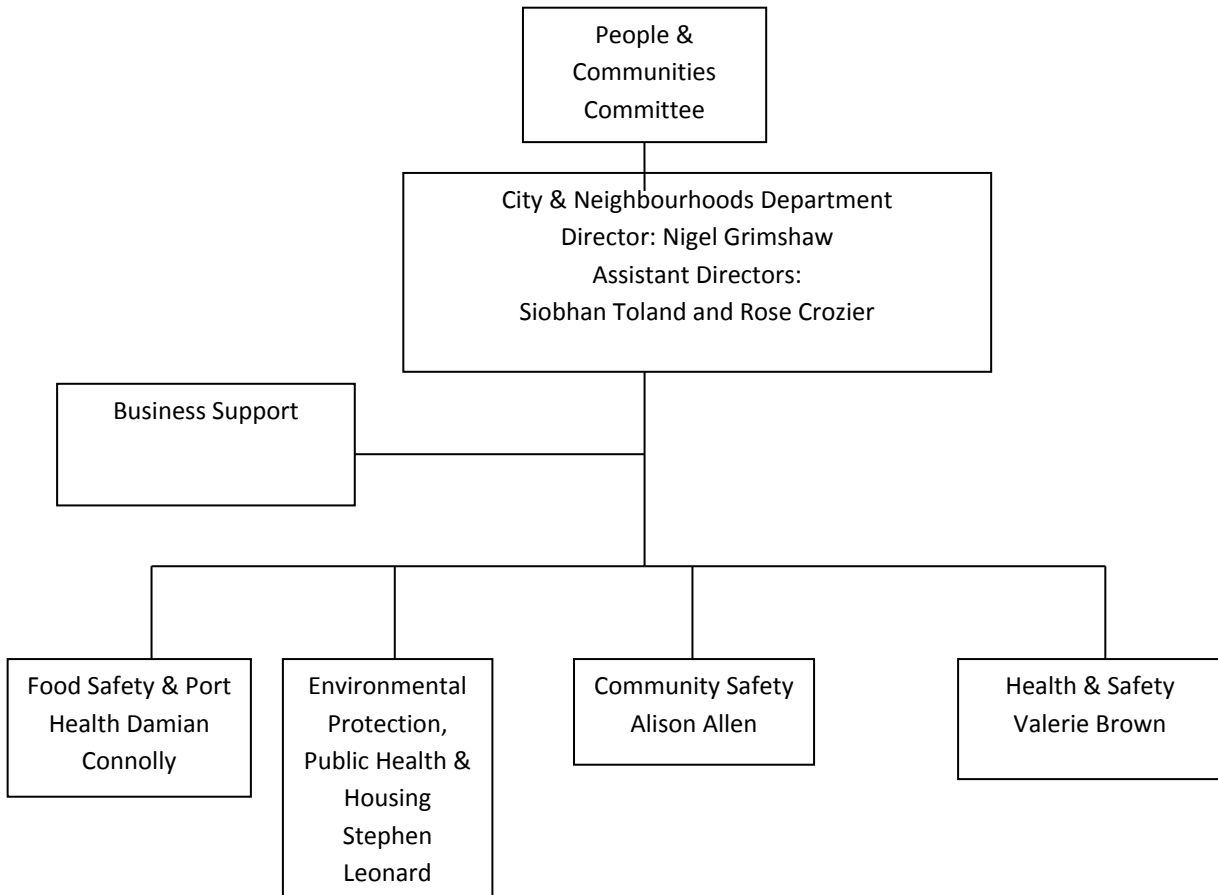 People &
Communities
Committee
City & Neighbourhoods Department
Director: Nigel Grimshaw
Assistant Directors:
Siobhan Toland and Rose Crozier
Business Support
Food Safety & Port
Health Damian
Connolly
Environmental
Protection,
Public Health &
Housing
Stephen
Leonard
Community Safety
Alison Allen
Health & Safety
Valerie Brown